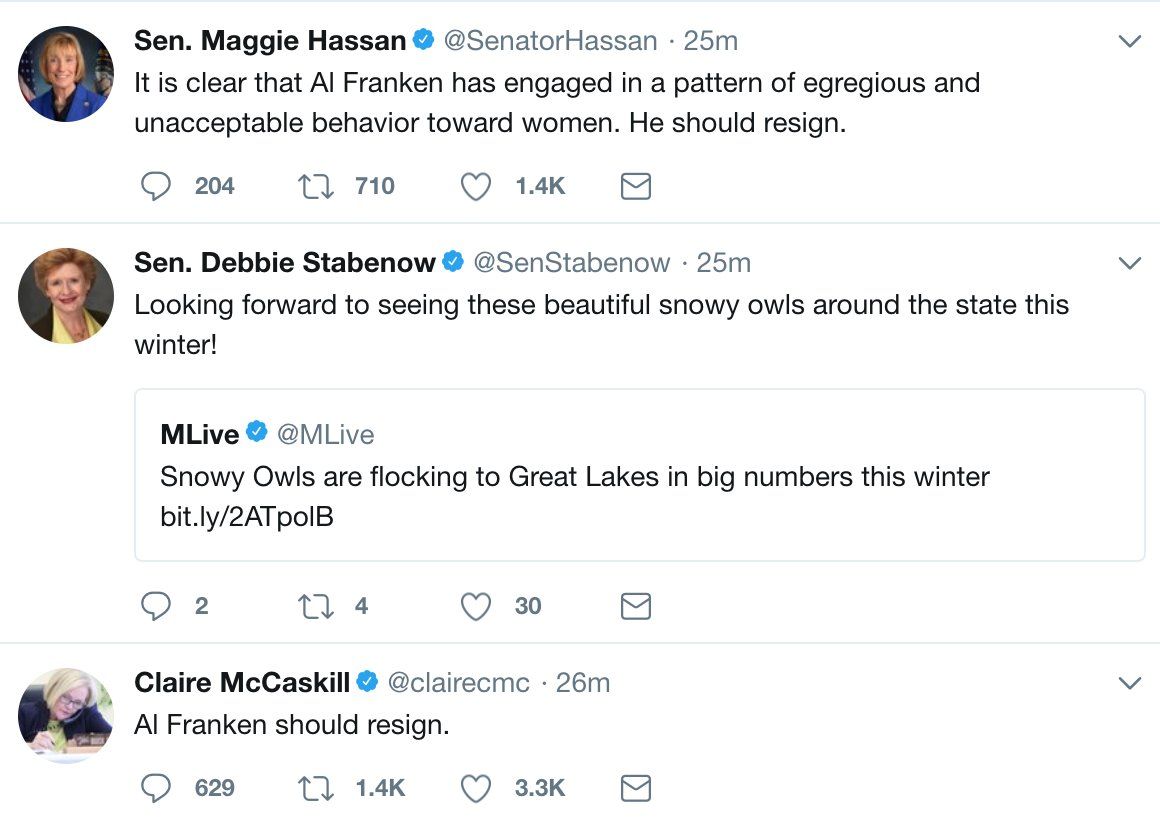 Sen. Maggie Hassan @SenatorHassan · 25m
It is clear that Al Franken has engaged in a pattern of egregious and
unacceptable behavior toward women. He should resign.
204 710 1.4K
Sen. Debbie Stabenow @SenStabenow · 25m
Looking forward to seeing these beautiful snowy owls around the state this
winter!
MLive @MLive
Snowy Owls are flocking to Great Lakes in big numbers this winter
bit.ly/2ATpolB
2 4 30
Claire McCaskill @clairecmc · 26m
Al Franken should resign.
629 1.4K 3.3K